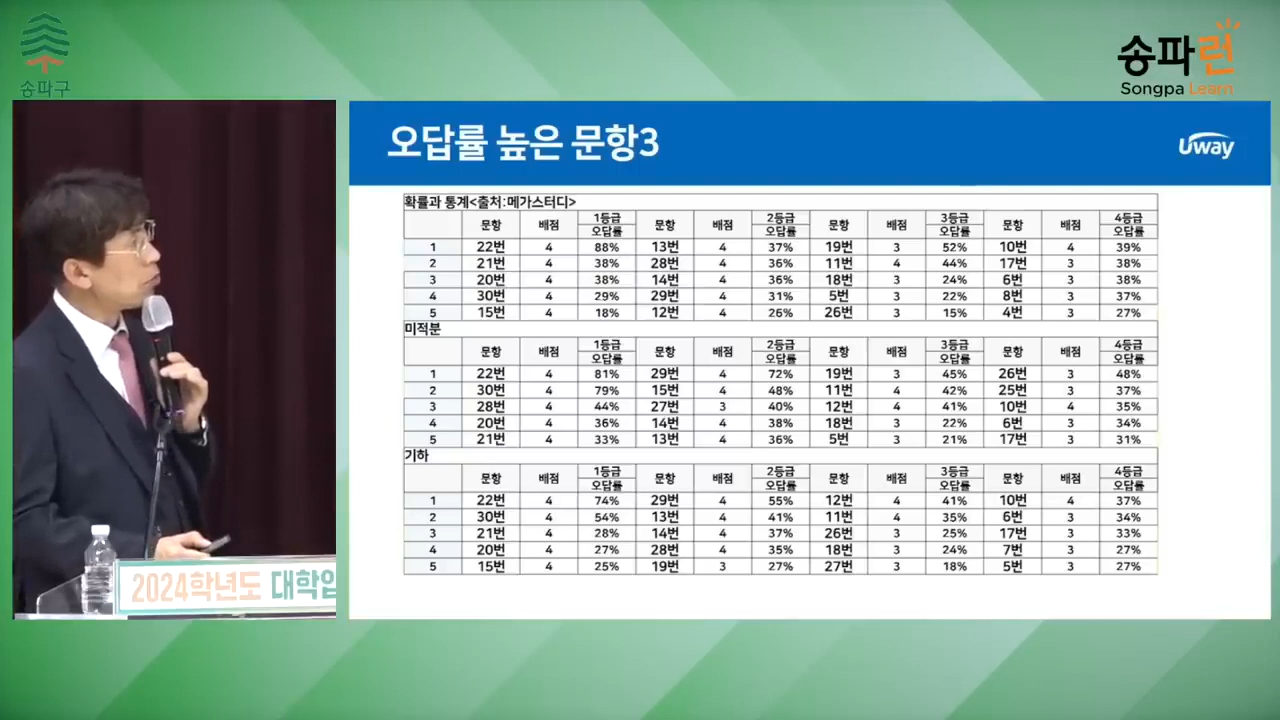 송파구
송파런
Songpa Learn
오답률 높은 문항3
Uway
확률과 통계<출처:메가스터디>
문항 배점 1등급 오답률 문항 배점 2등급 오답률 문항 배점 3등급 오답률 문항 배점 4등급 오답률
1 22번 4 88% 13번 4 37% 19번 3 52% 10번 4 39%
2 21번 4 38% 28번 4 36% 11번 4 44% 17번 3 38%
3 20번 4 38% 14번 4 36% 18번 3 24% 6번 3 38%
4 30번 4 29% 29번 4 31% 5번 3 22% 8번 3 37%
5 15번 4 18% 12번 4 26% 26번 3 15% 4번 3 27%
미적분
문항 배점 1등급 오답률 문항 배점 2등급 오답률 문항 배점 3등급 오답률 문항 배점 4등급 오답률
1 22번 4 81% 29번 4 72% 19번 3 45% 26번 3 48%
2 30번 4 79% 15번 4 48% 11번 4 42% 25번 3 37%
3 28번 4 44% 27번 3 40% 12번 4 41% 10번 4 35%
4 20번 4 36% 14번 4 38% 18번 3 22% 6번 3 34%
5 21번 4 33% 13번 4 36% 5번 3 21% 17번 3 31%
기하
문항 배점 1등급 오답률 문항 배점 2등급 오답률 문항 배점 3등급 오답률 문항 배점 4등급 오답률
1 22번 4 74% 29번 4 55% 12번 4 41% 10번 4 37%
2 30번 4 54% 13번 4 41% 11번 4 35% 6번 3 34%
3 21번 4 28% 14번 4 37% 26번 3 25% 17번 3 33%
4 20번 4 27% 28번 4 35% 18번 3 24% 7번 3 27%
5 15번 4 25% 19번 3 27% 27번 3 18% 5번 3 27%
2024학년도 대학입